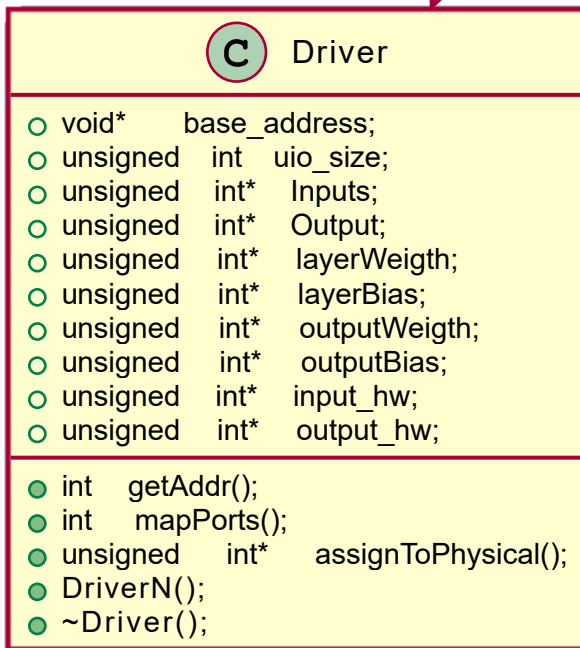 C Driver
void* base_address;
unsigned int uio_size;
unsigned int* Inputs;
unsigned int* Output;
unsigned int* layerWeigth;
unsigned int* layerBias;
unsigned int* outputWeigth;
unsigned int* outputBias;
unsigned int* input_hw;
unsigned int* output_hw;
int getAddr();
int mapPorts();
unsigned int* assignToPhysical();
DriverN();
~Driver();